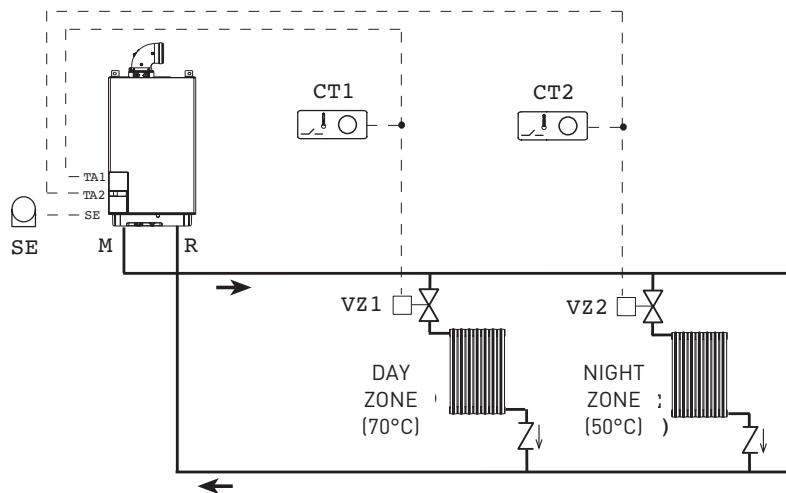 CT1
CT2
TA1
TA2
SE
SE
M
R
VZ1
VZ2
DAY
ZONE
(70°C)
NIGHT
ZONE
(50°C) )